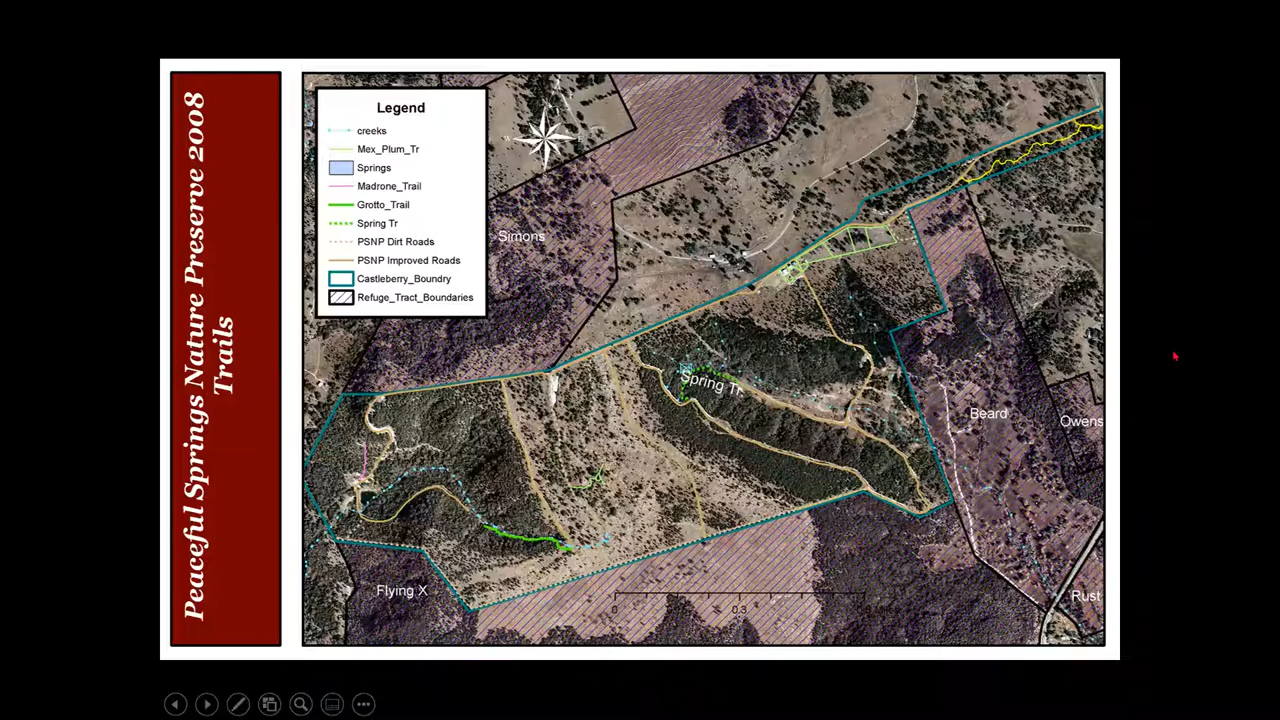 Peaceful Springs Nature Preserve 2008
Trails
Legend
creeks
Mex_Plum_Tr
Springs
Madrone_Trail
Grotto_Trail
Spring Tr
PSNP Dirt Roads
PSNP Improved Roads
Castleberry_Boundry
Refuge_Tract_Boundaries
Simons
Spring Tr.
Beard
Owens
Flying X
Rust
0
0.3